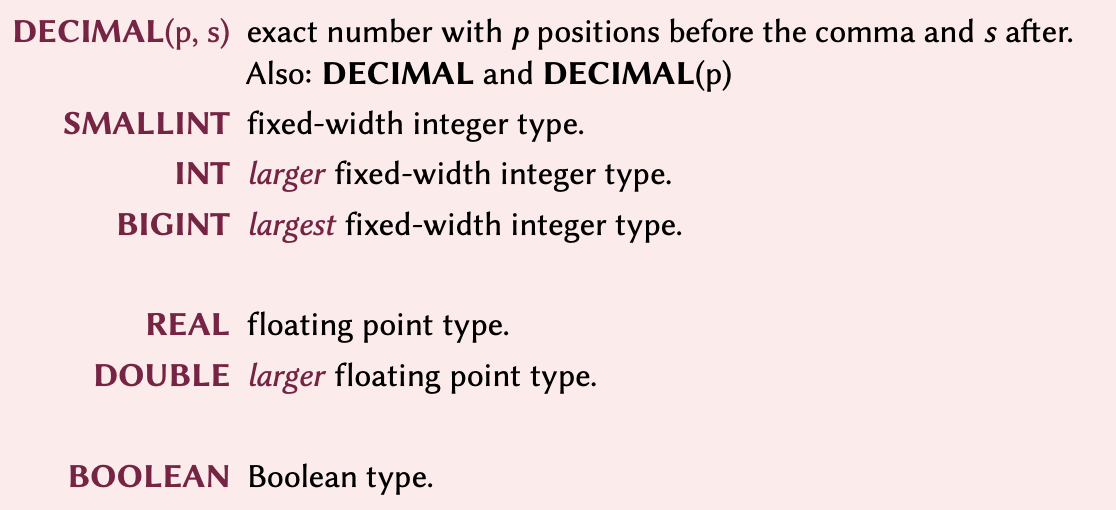 DECIMAL(p, s) exact number with p positions before the comma and s after.
Also: DECIMAL and DECIMAL(p)
SMALLINT fixed-width integer type.
INT larger fixed-width integer type.
BIGINT largest fixed-width integer type.
REAL floating point type.
DOUBLE larger floating point type.
BOOLEAN Boolean type.